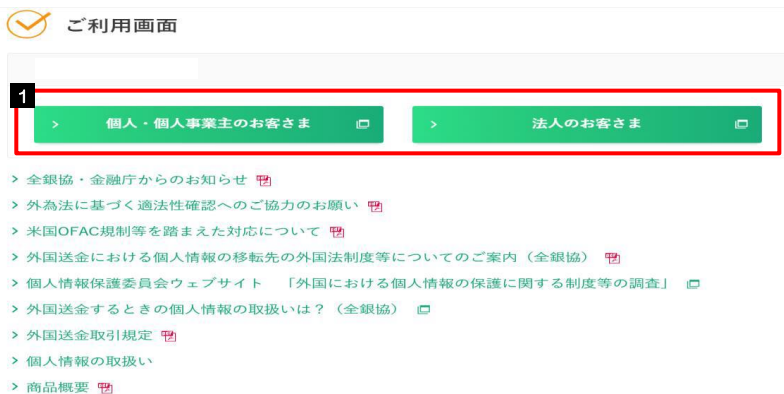 ご利用画面
1
個人・個人事業主のお客さま
法人のお客さま
全銀協・金融庁からのお知らせ
外為法に基づく適法性確認へのご協力のお願い
米国OFAC規制等を踏まえた対応について
外国送金における個人情報の移転先の外国法制度等についてのご案内（全銀協）
個人情報保護委員会ウェブサイト　「外国における個人情報の保護に関する制度等の調査」
外国送金するときの個人情報の取扱いは？（全銀協）
外国送金取引規定
個人情報の取扱い
商品概要